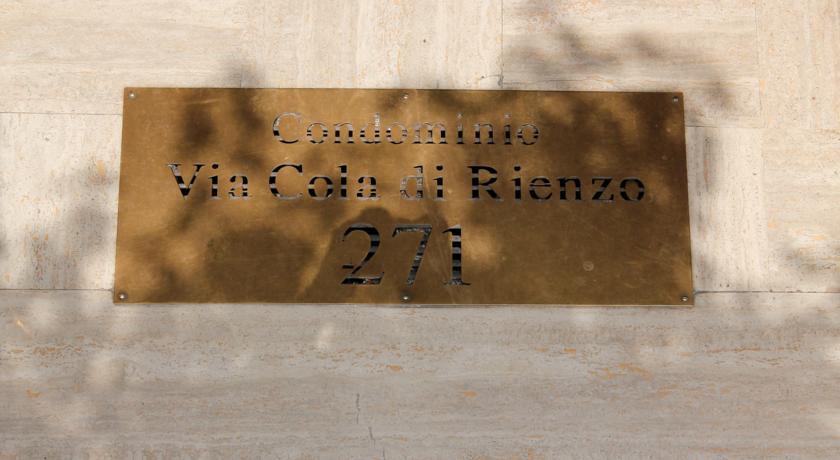 Condominio
Via Cola di Rienzo
271